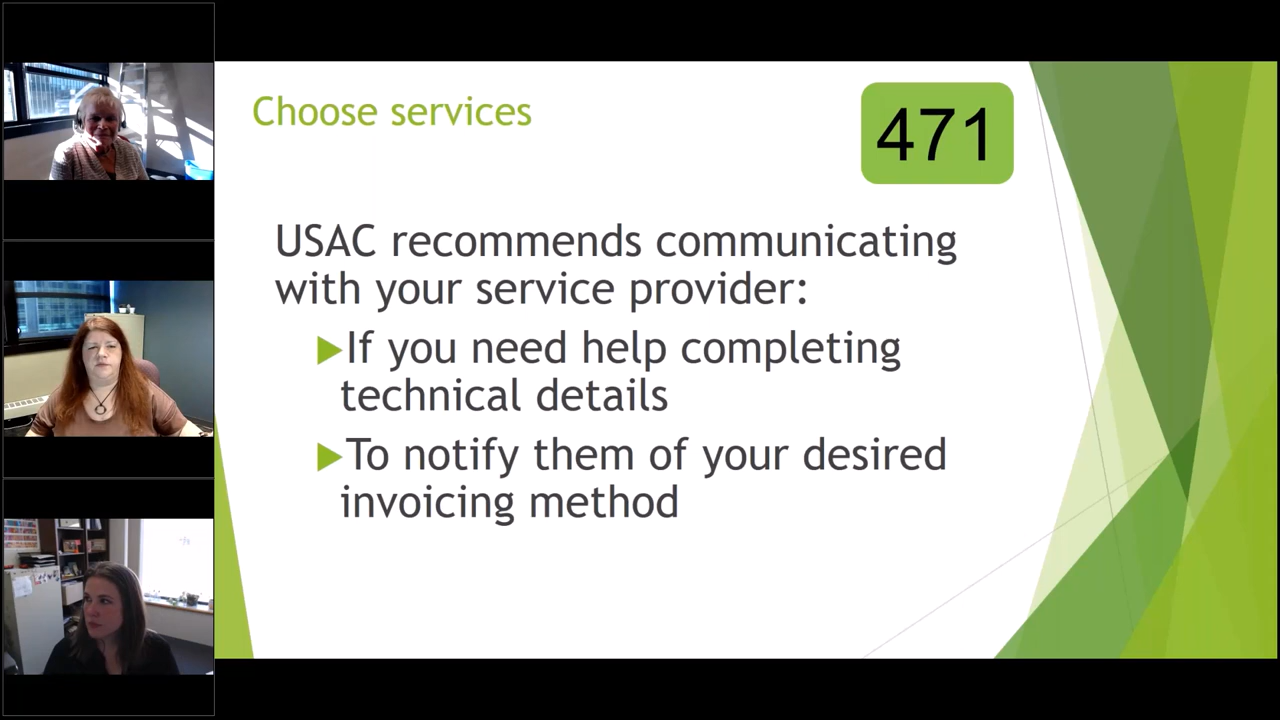 Choose services
471
USAC recommends communicating
with your service provider:
If you need help completing
technical details
To notify them of your desired
invoicing method